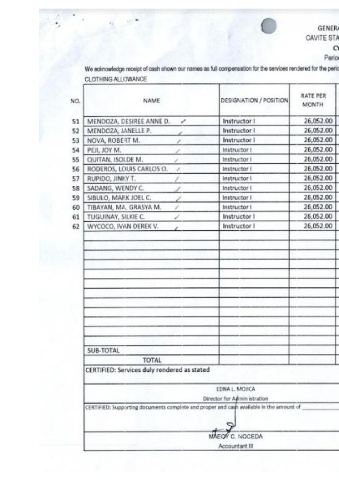 GENERA
CAVITE STA
CY
Perio
We acknowledge receipt of cash shown our names as full compensation for the services rendered for the perio
CLOTHING ALLOWANCE
NO. NAME DESIGNATION / POSITION RATE PER MONTH
51 MENDOZA, DESIREE ANNE D. Instructor I 26,052.00
52 MENDOZA, JANELLE P. Instructor I 26,052.00
53 NOVA, ROBERT M. Instructor I 26,052.00
54 PEJI, JOY M. Instructor I 26,052.00
55 QUITAN, ISOLDE M. Instructor I 26,052.00
56 RODEROS, LOUIS CARLOS O. Instructor I 26,052.00
57 RUPIDO, JINKY T. Instructor I 26,052.00
58 SADANG, WENDY C. Instructor I 26,052.00
59 SIBULO, MARK JOEL C. Instructor I 26,052.00
60 TIBAYAN, MA. GRASYA M. Instructor I 26,052.00
61 TUGUINAY, SILKIE C. Instructor I 26,052.00
62 WYCOCO, IVAN DEREK V. Instructor I 26,052.00
SUB-TOTAL
TOTAL
CERTIFIED: Services duly rendered as stated
EDNA L. MOJICA
Director for Administration
CERTIFIED: Supporting documents complete and proper and cash available in the amount of
C. NOCEDA
Accountant III